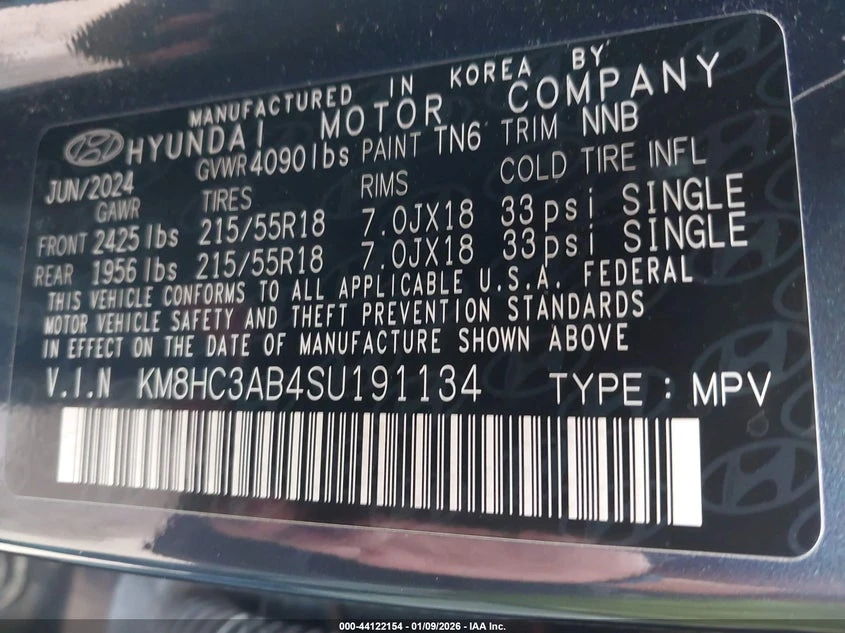 MANUFACTURED IN KOREA BY
HYUNDAI MOTOR COMPANY
JUN/2024 GVWR 4090lbs PAINT TN6 TRIM NNB
GAWR TIRES RIMS COLD TIRE INFL
FRONT 2425 lbs 215/55R18 7.0JX18 33psi SINGLE
REAR 1956 lbs 215/55R18 7.0JX18 33psi SINGLE
THIS VEHICLE CONFORMS TO ALL APPLICABLE U.S.A. FEDERAL
MOTOR VEHICLE SAFETY AND THEFT PREVENTION STANDARDS
IN EFFECT ON THE DATE OF MANUFACTURE SHOWN ABOVE
V.I.N KM8HC3AB4SU191134 TYPE : MPV
000-44122154 - 01/09/2026 - IAA Inc.